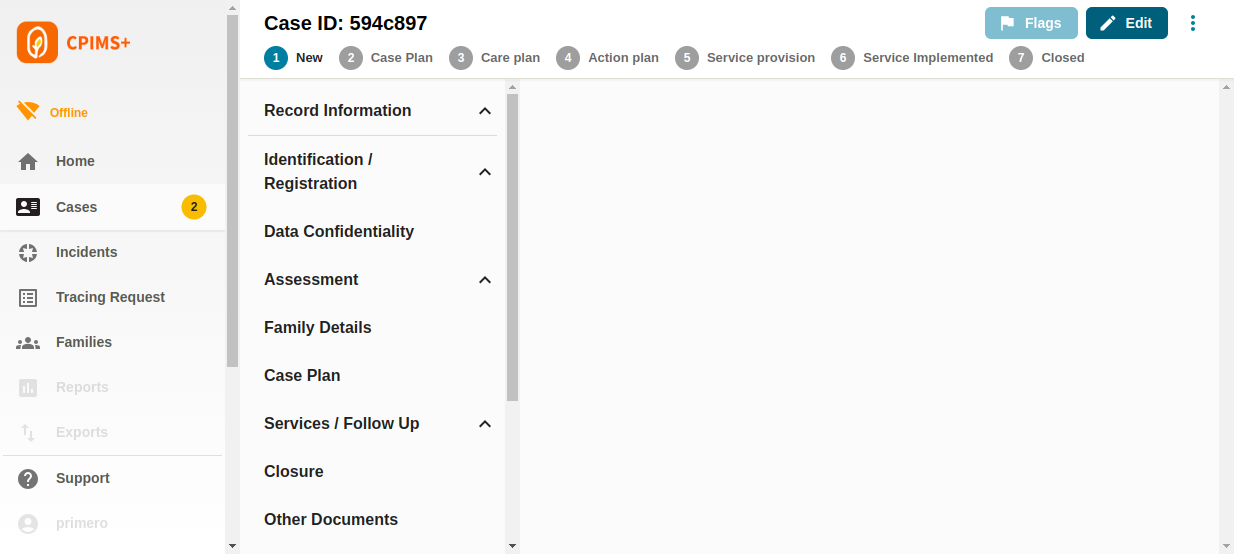 CPIMS+
Offline
Home
Cases 2
Incidents
Tracing Request
Families
Reports
Exports
Support
primero
Case ID: 594c897
Flags
Edit
1 New 2 Case Plan 3 Care plan 4 Action plan 5 Service provision 6 Service Implemented 7 Closed
Record Information
Identification /
Registration
Data Confidentiality
Assessment
Family Details
Case Plan
Services / Follow Up
Closure
Other Documents